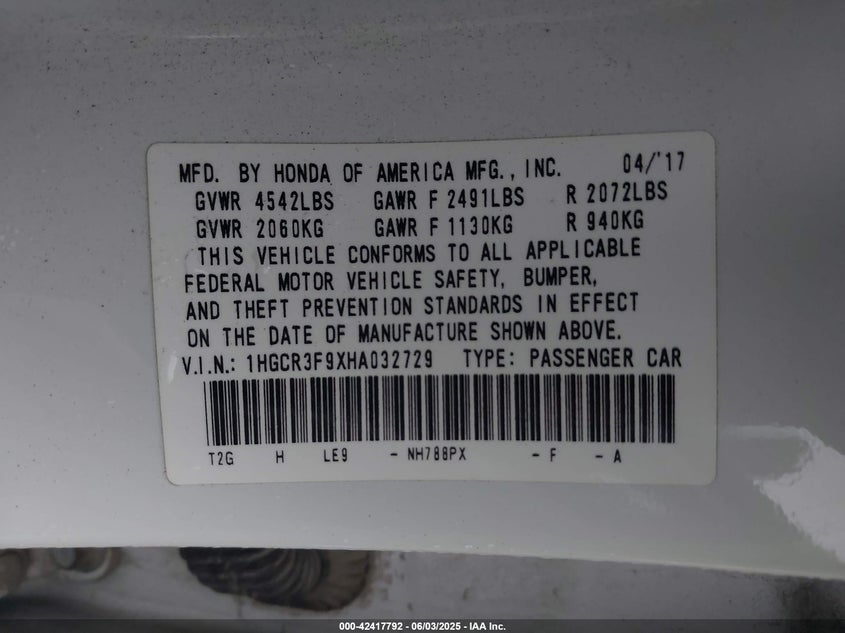 MFD. BY HONDA OF AMERICA MFG., INC. 04/'17
GVWR 4542LBS GAWR F 2491LBS R 2072LBS
GVWR 2060KG GAWR F 1130KG R 940KG
THIS VEHICLE CONFORMS TO ALL APPLICABLE
FEDERAL MOTOR VEHICLE SAFETY, BUMPER,
AND THEFT PREVENTION STANDARDS IN EFFECT
ON THE DATE OF MANUFACTURE SHOWN ABOVE.
V.I.N.: 1HGCR3F9XHA032729 TYPE: PASSENGER CAR
T2G H LE9 - NH788PX - F - A
000-42417792 - 06/03/2025 - IAA Inc.